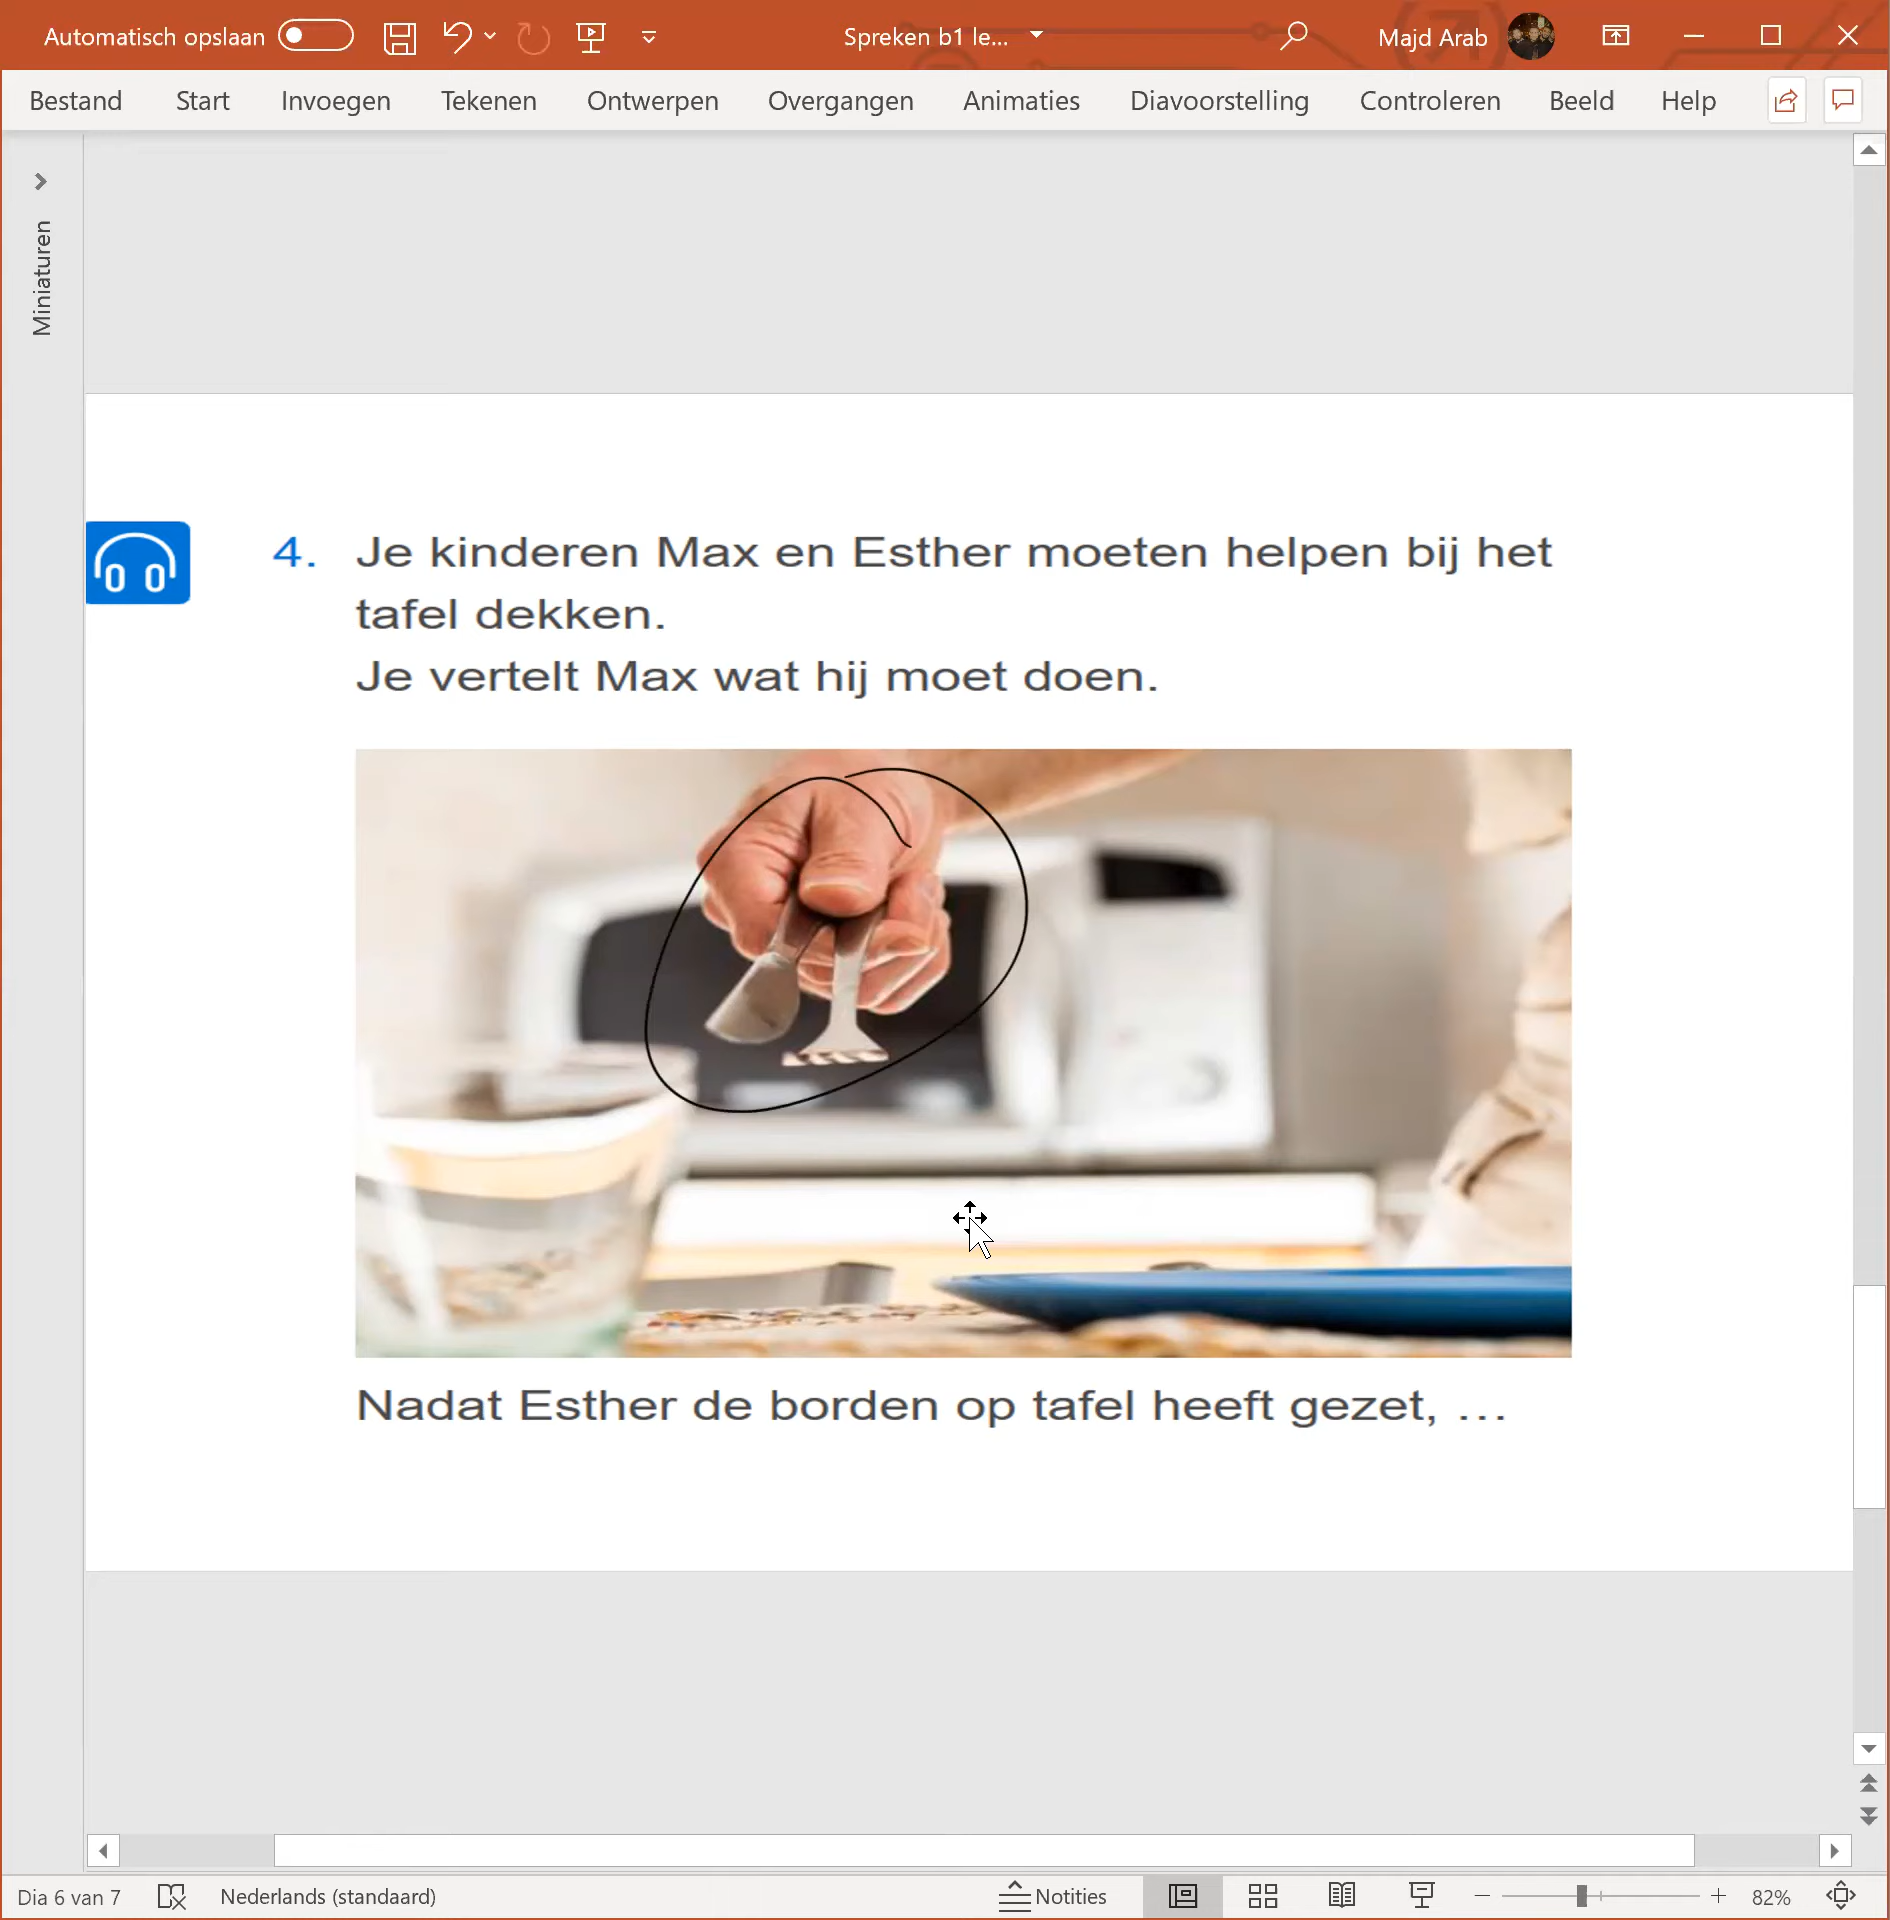 Automatisch opslaan
Spreken b1 le...
Majd Arab
Bestand Start Invoegen Tekenen Ontwerpen Overgangen Animaties Diavoorstelling Controleren Beeld Help
Miniaturen
4. Je kinderen Max en Esther moeten helpen bij het
tafel dekken.
Je vertelt Max wat hij moet doen.
Nadat Esther de borden op tafel heeft gezet, ...
Dia 6 van 7 Nederlands (standaard) Notities 82%